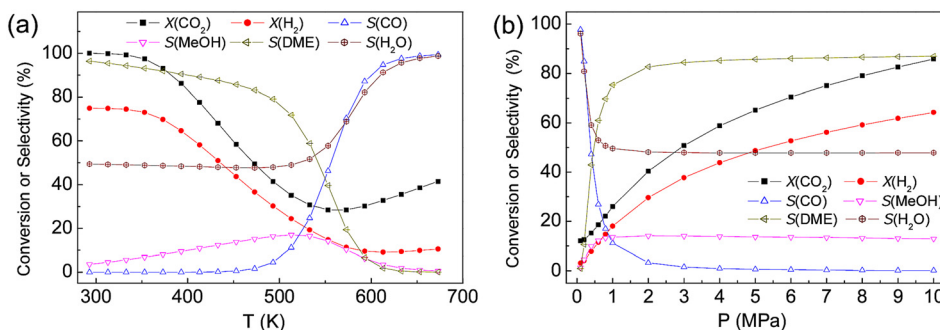 (a)
X(CO₂) X(H₂) S(CO)
S(MeOH) S(DME) S(H₂O)
Conversion or Selectivity (%)
100
80
60
40
20
0
300 400 500 600 700
T (K)
(b)
Conversion or Selectivity (%)
100
80
60
40
20
0
X(CO₂) X(H₂)
S(CO) S(MeOH)
S(DME) S(H₂O)
0 1 2 3 4 5 6 7 8 9 10
P (MPa)